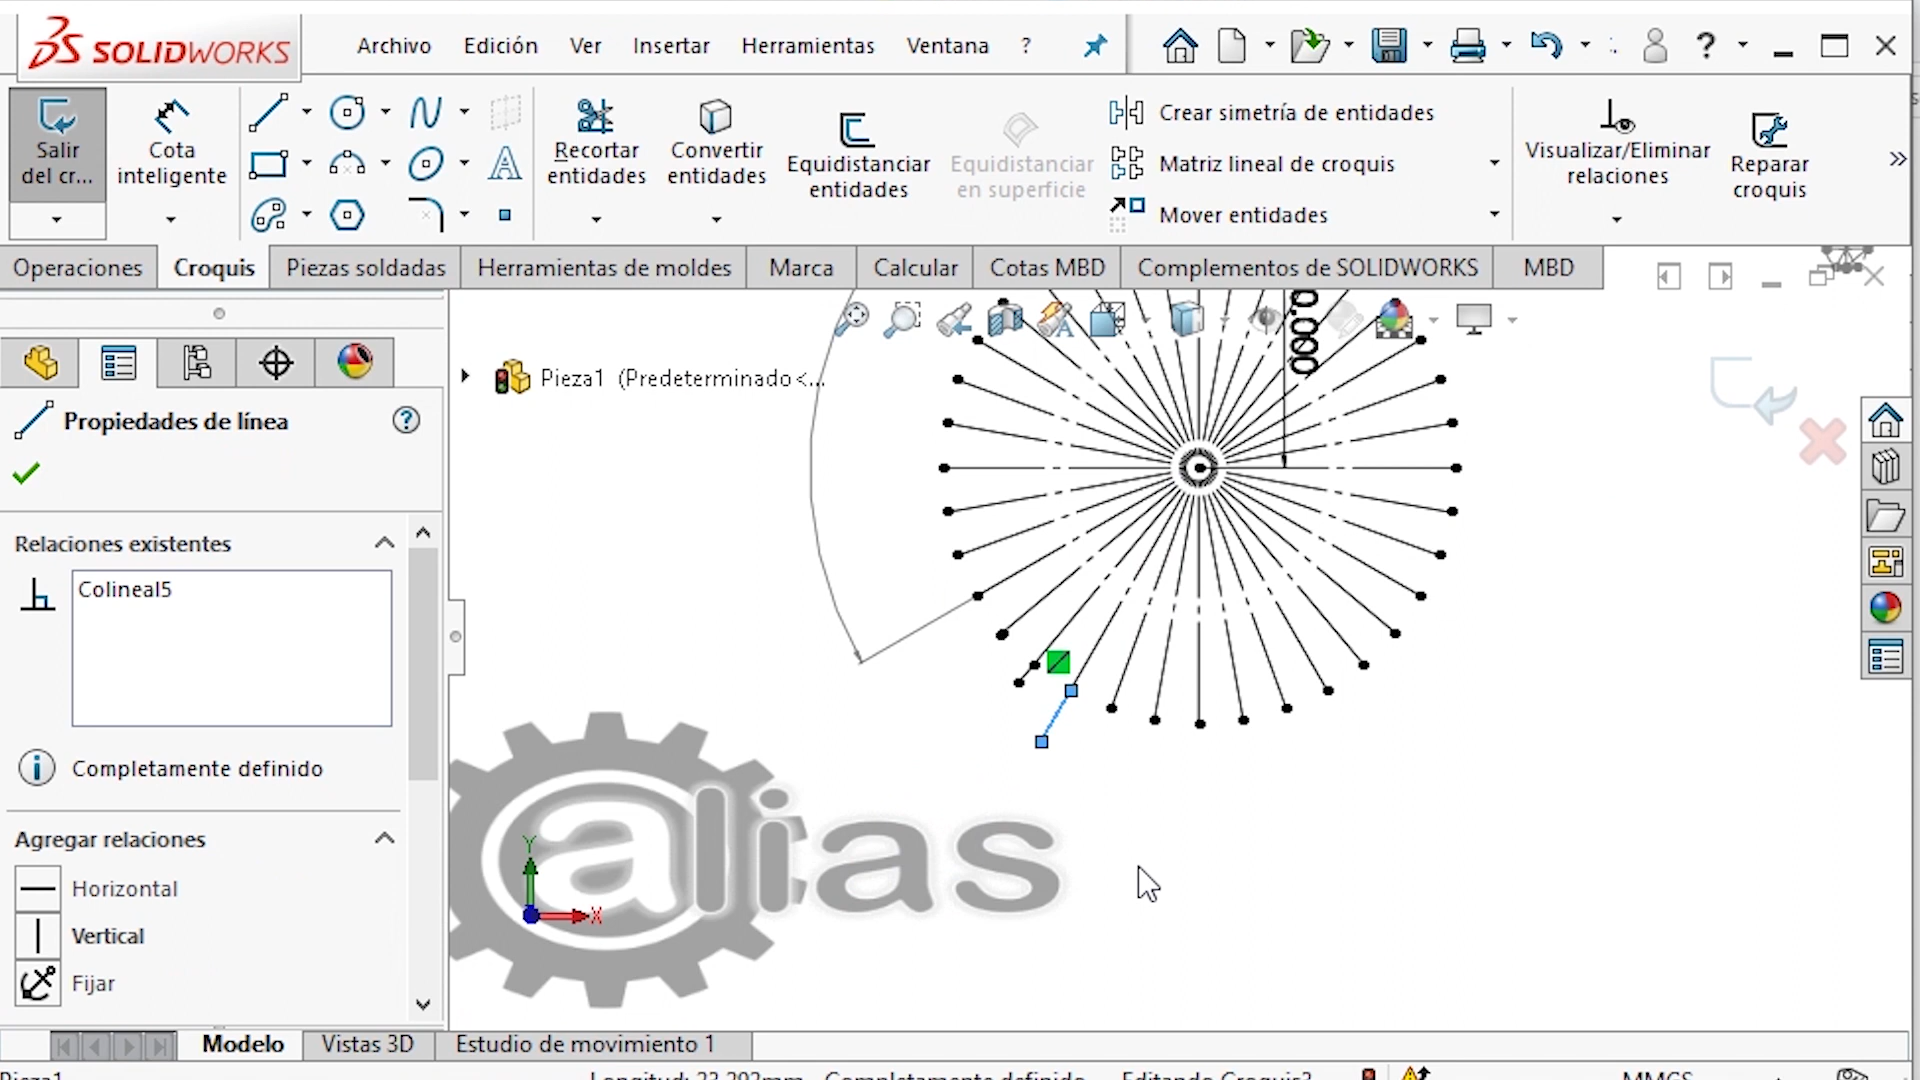 SOLIDWORKS
Archivo Edición Ver Insertar Herramientas Ventana ?
Salir del cr...
Cota inteligente
Recortar entidades
Convertir entidades
Equidistanciar entidades
Equidistanciar en superficie
Crear simetría de entidades
Matriz lineal de croquis
Mover entidades
Visualizar/Eliminar relaciones
Reparar croquis
Operaciones Croquis Piezas soldadas Herramientas de moldes Marca Calcular Cotas MBD Complementos de SOLIDWORKS MBD
Pieza1 (Predeterminado<...
Propiedades de línea
Relaciones existentes
Colineal5
Completamente definido
Agregar relaciones
Horizontal
Vertical
Fijar
alias
Y
X
Modelo Vistas 3D Estudio de movimiento 1